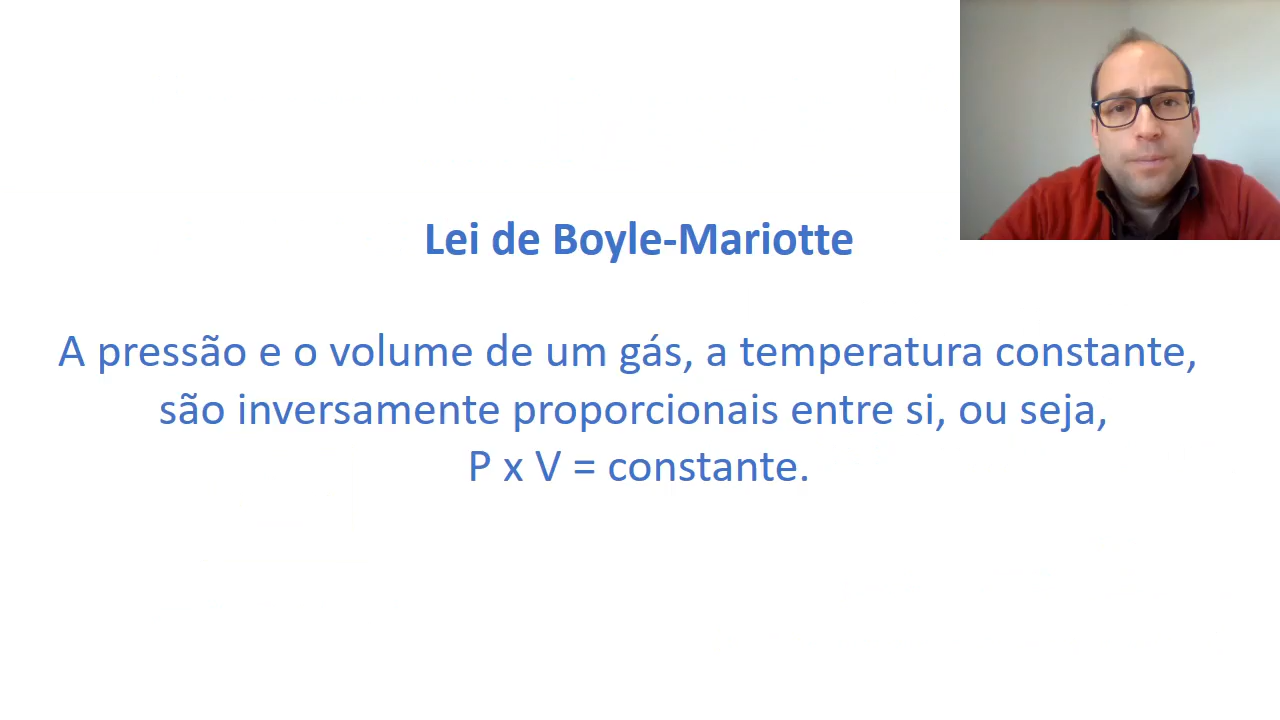 Lei de Boyle-Mariotte
A pressão e o volume de um gás, a temperatura constante,
são inversamente proporcionais entre si, ou seja,
P x V = constante.